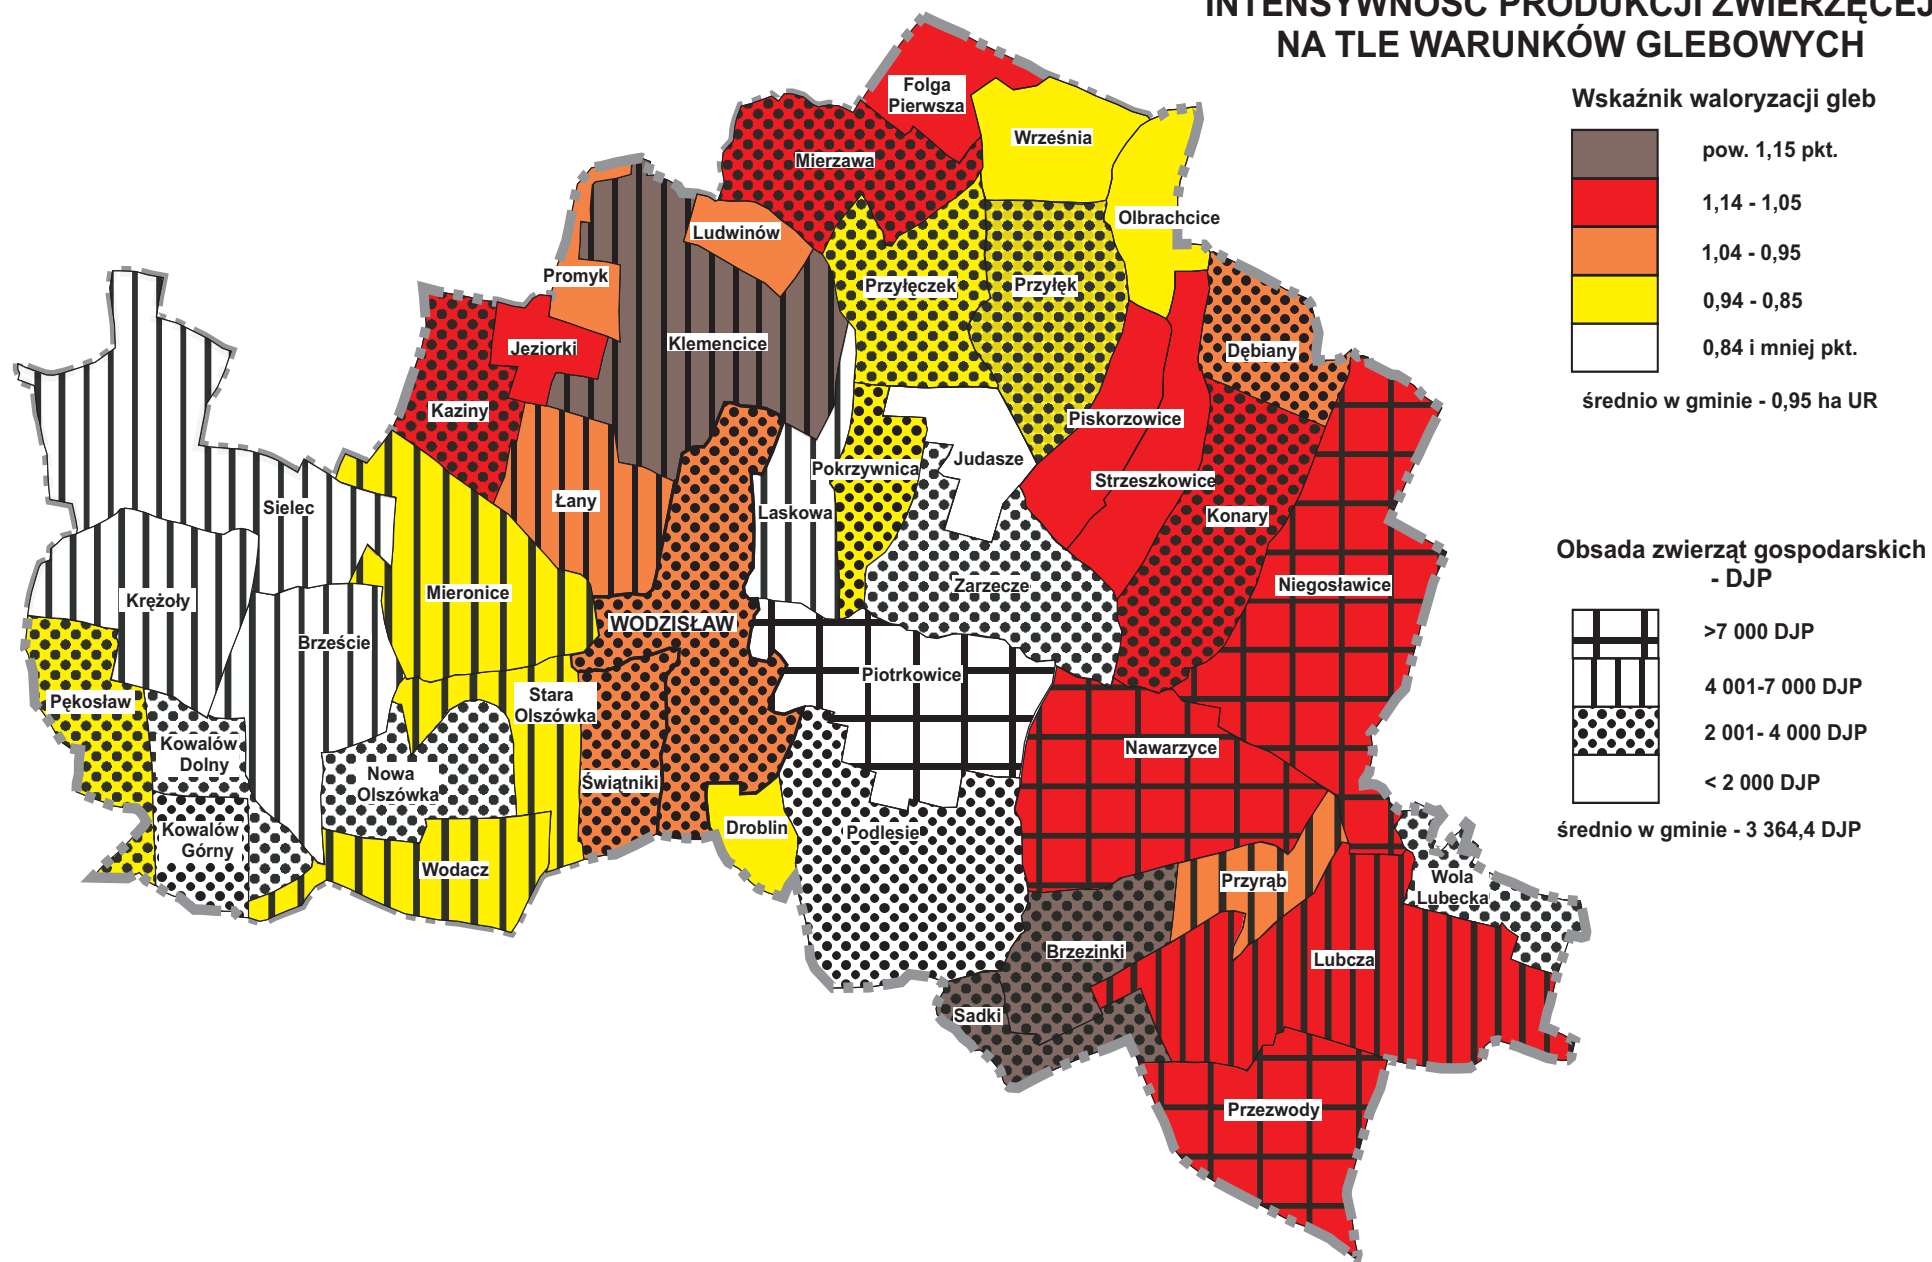 INTENSYWNOŚĆ PRODUKCJI ZWIERZĘCEJ
NA TLE WARUNKÓW GLEBOWYCH
Wskaźnik waloryzacji gleb
pow. 1,15 pkt.
1,14 - 1,05
1,04 - 0,95
0,94 - 0,85
0,84 i mniej pkt.
średnio w gminie - 0,95 ha UR
Obsada zwierząt gospodarskich
- DJP
>7 000 DJP
4 001-7 000 DJP
2 001- 4 000 DJP
< 2 000 DJP
średnio w gminie - 3 364,4 DJP
Folga
Pierwsza
Września
Mierzawa
Olbrachcice
Ludwinów
Promyk
Przyłęczek
Przyłęk
Klemencice
Jeziorki
Dębiany
Kaziny
Piskorzowice
Judasze
Pokrzywnica
Strzeszkowice
Łany
Sielec
Laskowa
Konary
Zarzecze
Niegosławice
Mieronice
Krężoły
WODZISŁAW
Brzeście
Piotrkowice
Stara
Olszówka
Pękosław
Kowalów
Dolny
Nawarzyce
Nowa
Olszówka
Świątniki
Droblin
Podlesie
Kowalów
Górny
Wodacz
Przyrąb
Wola
Lubecka
Brzezinki
Lubcza
Sadki
Przezwody